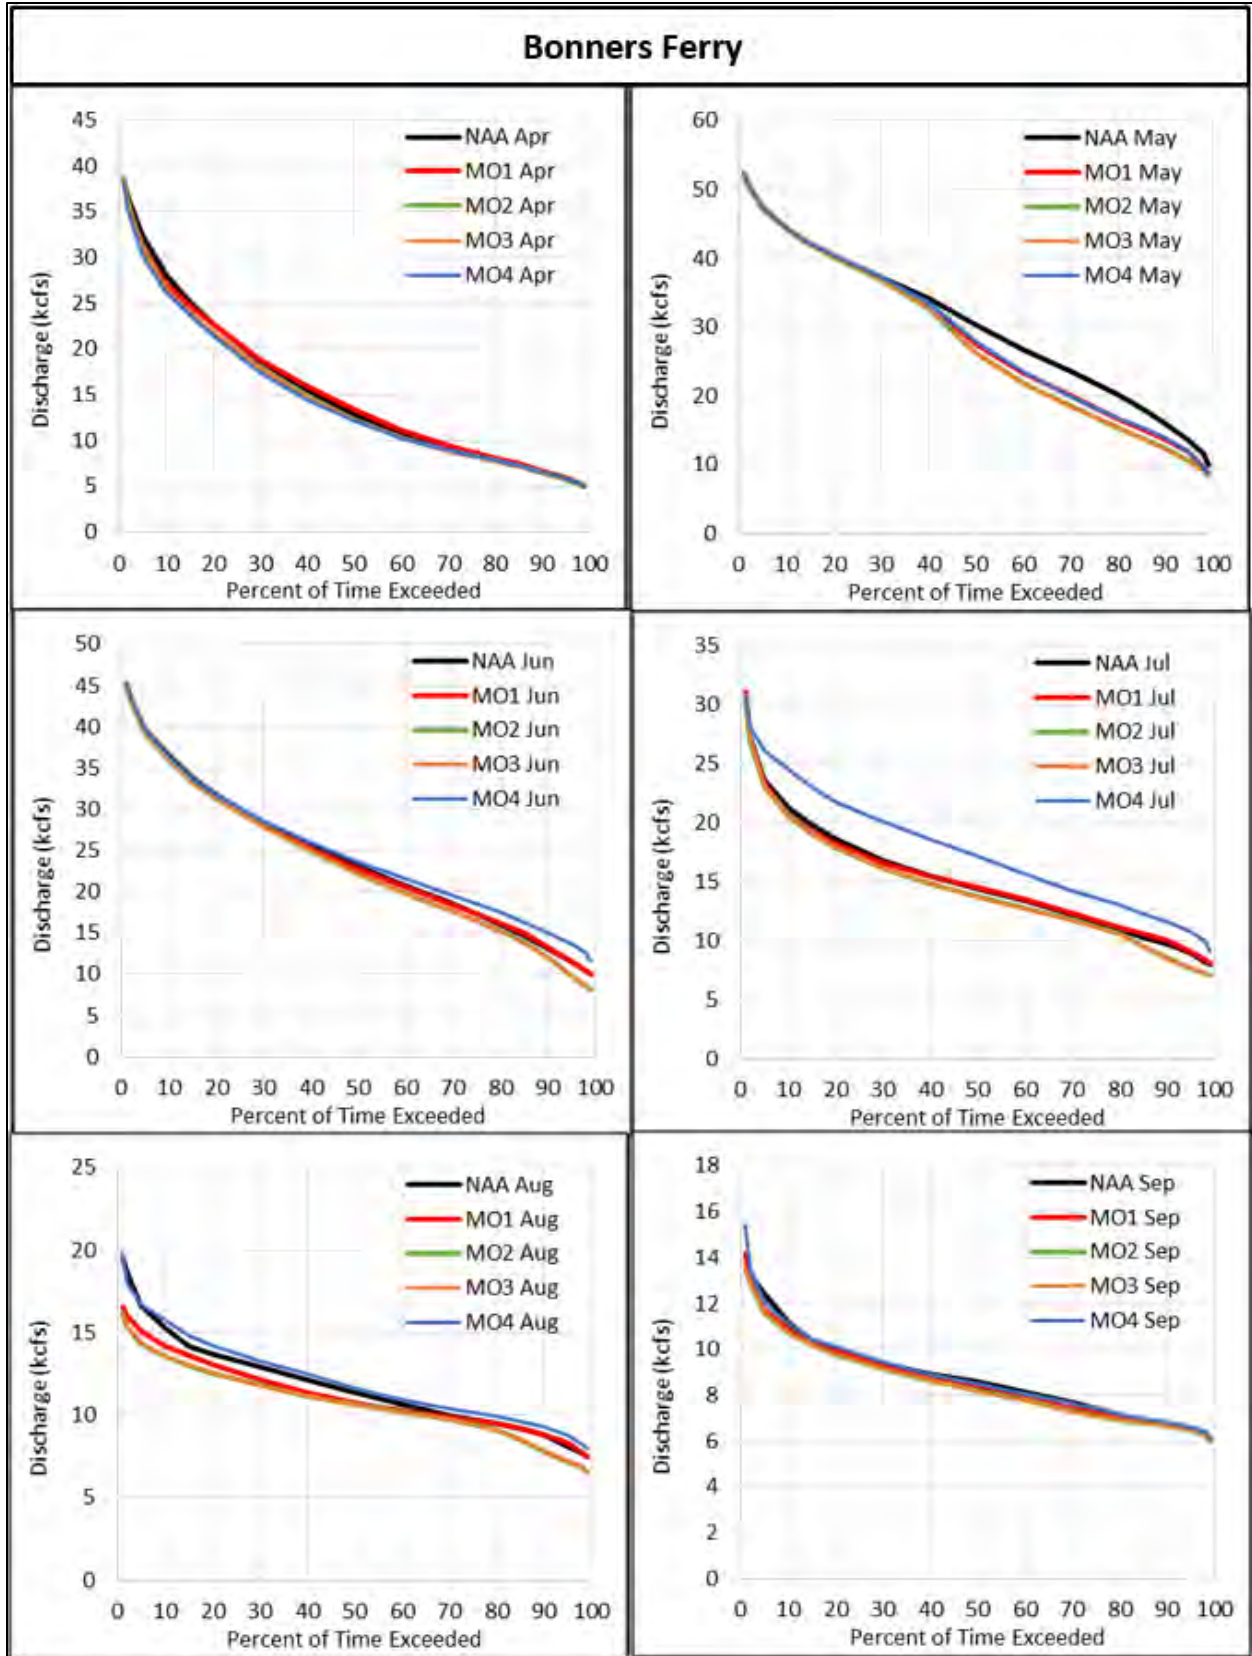 Bonners Ferry
45
40
35
30
25
20
15
10
5
0
Discharge (kcfs)
NAA Apr
MO1 Apr
MO2 Apr
MO3 Apr
MO4 Apr
0 10 20 30 40 50 60 70 80 90 100
Percent of Time Exceeded
60
50
40
30
20
10
0
Discharge (kcfs)
NAA May
MO1 May
MO2 May
MO3 May
MO4 May
0 10 20 30 40 50 60 70 80 90 100
Percent of Time Exceeded
50
45
40
35
30
25
20
15
10
5
0
Discharge (kcfs)
NAA Jun
MO1 Jun
MO2 Jun
MO3 Jun
MO4 Jun
0 10 20 30 40 50 60 70 80 90 100
Percent of Time Exceeded
35
30
25
20
15
10
5
0
Discharge (kcfs)
NAA Jul
MO1 Jul
MO2 Jul
MO3 Jul
MO4 Jul
0 10 20 30 40 50 60 70 80 90 100
Percent of Time Exceeded
25
20
15
10
5
0
Discharge (kcfs)
NAA Aug
MO1 Aug
MO2 Aug
MO3 Aug
MO4 Aug
0 10 20 30 40 50 60 70 80 90 100
Percent of Time Exceeded
18
16
14
12
10
8
6
4
2
0
Discharge (kcfs)
NAA Sep
MO1 Sep
MO2 Sep
MO3 Sep
MO4 Sep
0 10 20 30 40 50 60 70 80 90 100
Percent of Time Exceeded